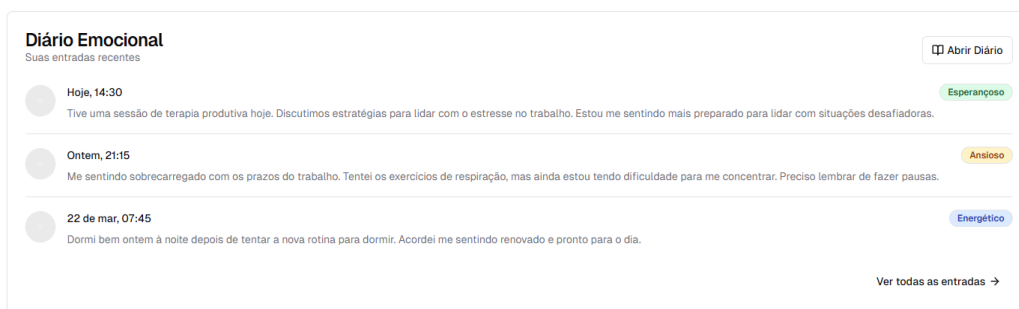 Diário Emocional
Suas entradas recentes
Abrir Diário
Hoje, 14:30
Esperançoso
Tive uma sessão de terapia produtiva hoje. Discutimos estratégias para lidar com o estresse no trabalho. Estou me sentindo mais preparado para lidar com situações desafiadoras.
Ontem, 21:15
Ansioso
Me sentindo sobrecarregado com os prazos do trabalho. Tentei os exercícios de respiração, mas ainda estou tendo dificuldade para me concentrar. Preciso lembrar de fazer pausas.
22 de mar, 07:45
Energético
Dormi bem ontem à noite depois de tentar a nova rotina para dormir. Acordei me sentindo renovado e pronto para o dia.
Ver todas as entradas →